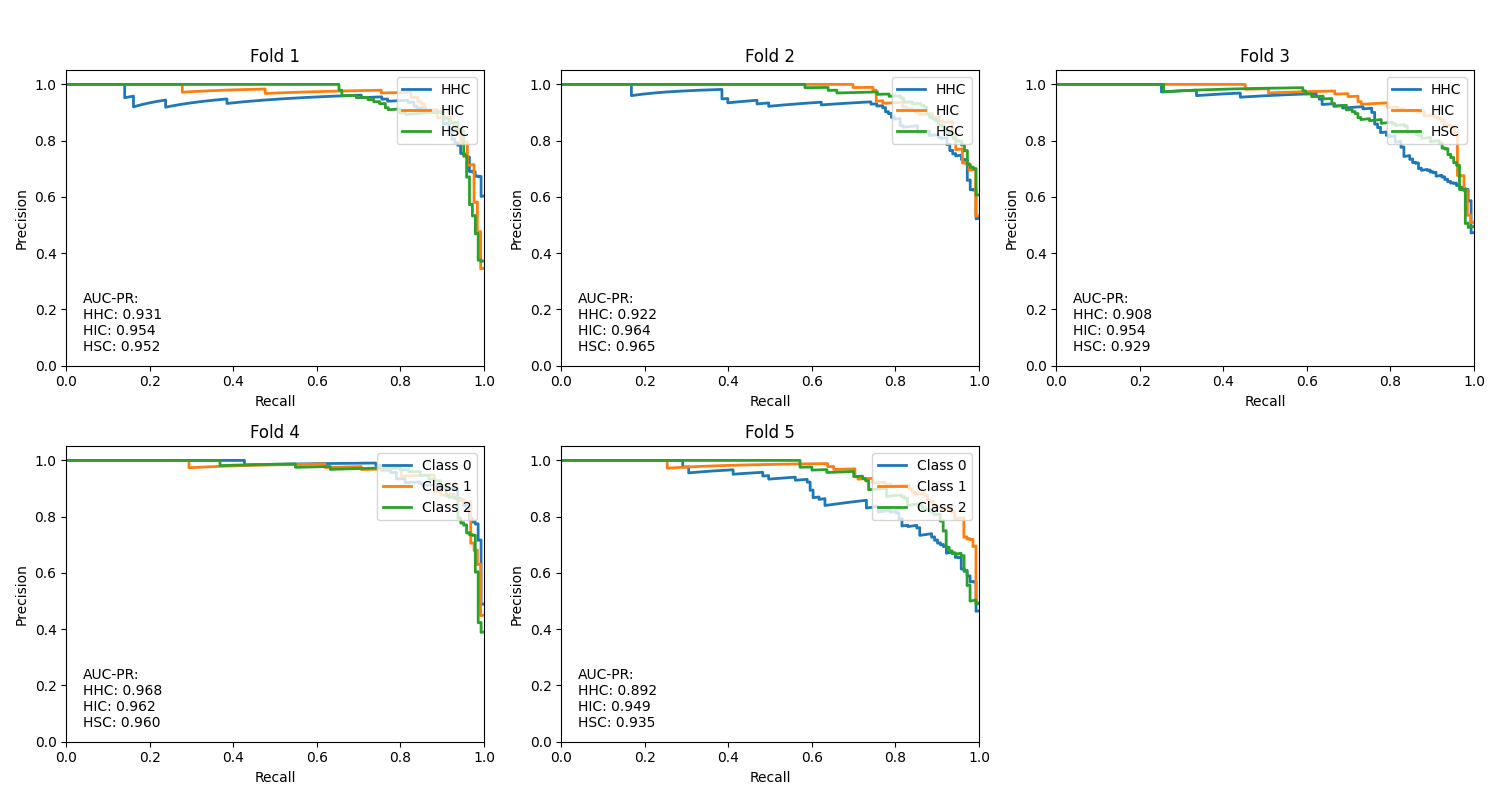 Fold 1
1.0
0.8
0.6
0.4
0.2
0.0
Precision
HHC
HIC
HSC
AUC-PR:
HHC: 0.931
HIC: 0.954
HSC: 0.952
0.0 0.2 0.4 0.6 0.8 1.0
Recall
Fold 2
1.0
0.8
0.6
0.4
0.2
0.0
Precision
HHC
HIC
HSC
AUC-PR:
HHC: 0.922
HIC: 0.964
HSC: 0.965
0.0 0.2 0.4 0.6 0.8 1.0
Recall
Fold 3
1.0
0.8
0.6
0.4
0.2
0.0
Precision
HHC
HIC
HSC
AUC-PR:
HHC: 0.908
HIC: 0.954
HSC: 0.929
0.0 0.2 0.4 0.6 0.8 1.0
Recall
Fold 4
1.0
0.8
0.6
0.4
0.2
0.0
Precision
Class 0
Class 1
Class 2
AUC-PR:
HHC: 0.968
HIC: 0.962
HSC: 0.960
0.0 0.2 0.4 0.6 0.8 1.0
Recall
Fold 5
1.0
0.8
0.6
0.4
0.2
0.0
Precision
Class 0
Class 1
Class 2
AUC-PR:
HHC: 0.892
HIC: 0.949
HSC: 0.935
0.0 0.2 0.4 0.6 0.8 1.0
Recall